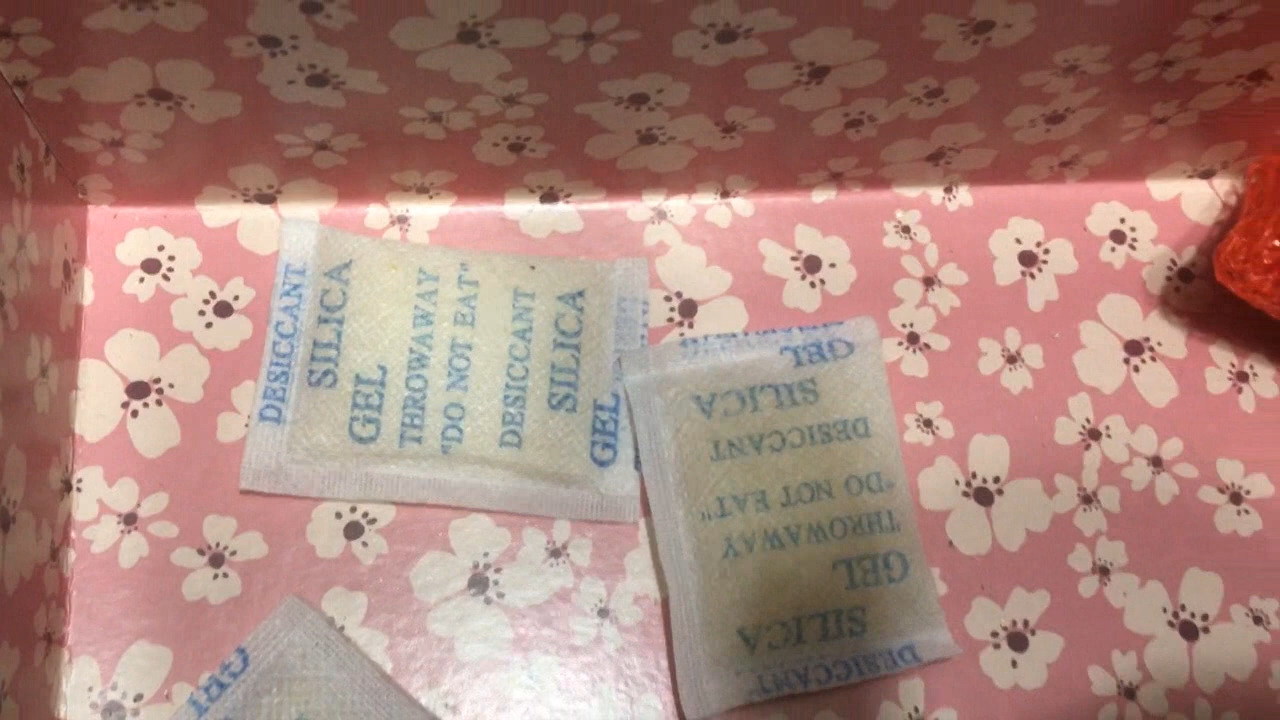 DESICCANT
SILICA
GEL
THROWAWAY
"DO NOT EAT"
DESICCANT
SILICA
GEL
DESICCANT
SILICA
GEL
THROWAWAY
"DO NOT EAT"
DESICCANT
SILICA
GEL